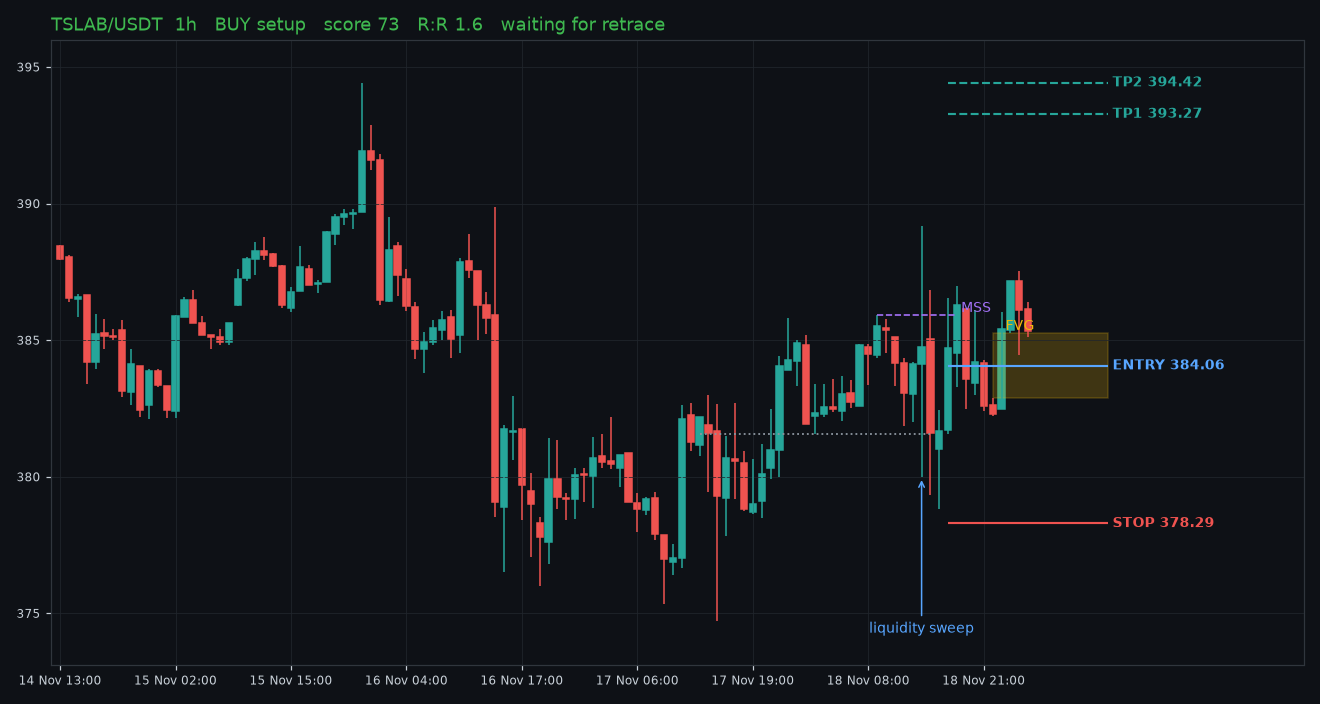 TSLAB/USDT 1h BUY setup score 73 R:R 1.6 waiting for retrace
395
390
385
380
375
TP2 394.42
TP1 393.27
MSS
FVG
ENTRY 384.06
STOP 378.29
liquidity sweep
14 Nov 13:00
15 Nov 02:00
15 Nov 15:00
16 Nov 04:00
16 Nov 17:00
17 Nov 06:00
17 Nov 19:00
18 Nov 08:00
18 Nov 21:00